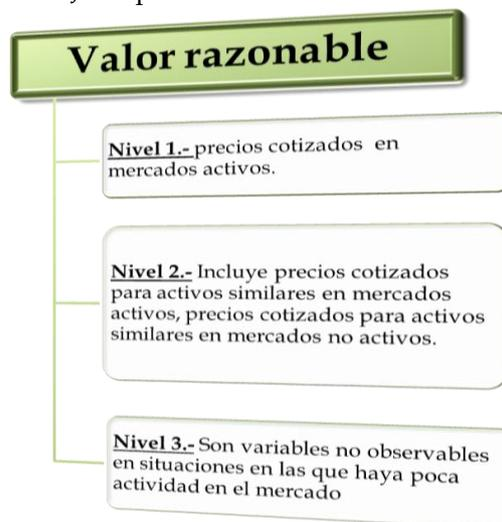 Valor razonable
Nivel 1.- precios cotizados en
mercados activos.
Nivel 2.- Incluye precios cotizados
para activos similares en mercados
activos, precios cotizados para activos
similares en mercados no activos.
Nivel 3.- Son variables no observables
en situaciones en las que haya poca
actividad en el mercado